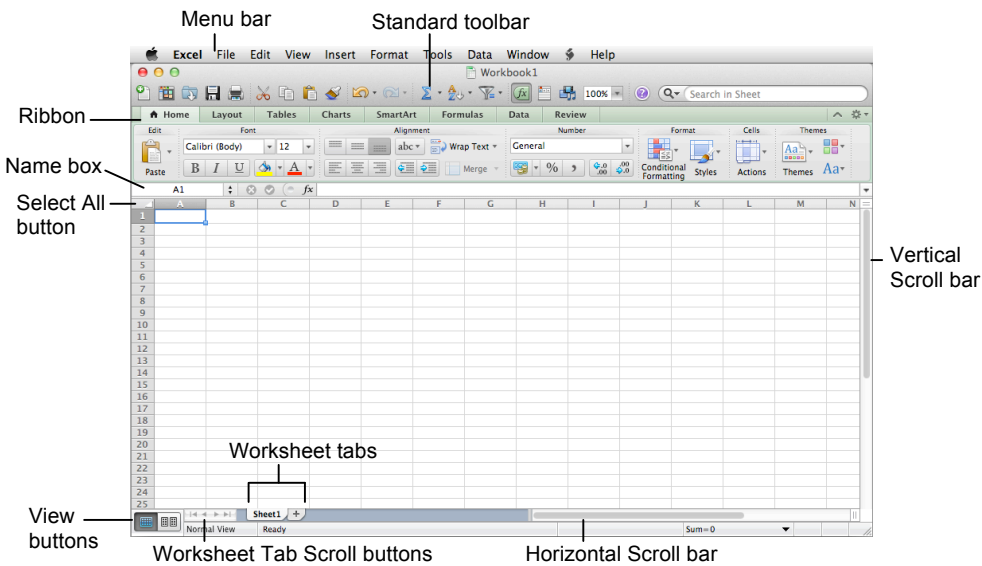 Menu bar
Standard toolbar
Excel File Edit View Insert Format Tools Data Window Help
Workbook1
100%
Search in Sheet
Ribbon
Home Layout Tables Charts SmartArt Formulas Data Review
Edit Font Alignment Number Format Cells Themes
Calibri (Body) 12 abc Wrap Text General
Paste B I U A Merge % Conditional Formatting Styles Actions Themes Aa
Name box
A1 fx
Select All
button
A B C D E F G H I J K L M N
1
2
3
4
5
6
7
8
9
10
11
12
13
14
15
16
17
18
19
20
21
22
23
24
25
Vertical
Scroll bar
Worksheet tabs
Sheet1 +
View
buttons
Normal View Ready Sum=0
Worksheet Tab Scroll buttons
Horizontal Scroll bar